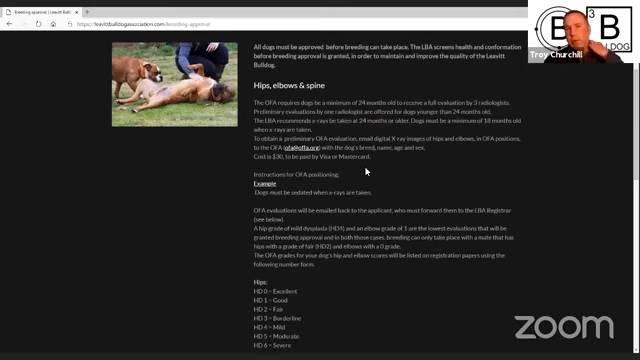 Breeding approval | Leavitt Bulld
https://leavittbulldogassociation.com/breeding-approval
All dogs must be approved before breeding can take place. The LBA screens health and conformation
before breeding approval is granted, in order to maintain and improve the quality of the Leavitt
Bulldog.
Hips, elbows & spine
The OFA requires dogs be a minimum of 24 months old to receive a full evaluation by 3 radiologists.
Preliminary evaluations by one radiologist are offered for dogs younger than 24 months old.
The LBA recommends x-rays be taken at 24 months or older. Dogs must be a minimum of 18 months old
when x-rays are taken.
To obtain a preliminary OFA evaluation, email digital X ray images of hips and elbows, in OFA positions,
to the OFA (ofa@offa.org) with the dog's breed, name, age and sex.
Cost is $30, to be paid by Visa or Mastercard.
Instructions for OFA positioning;
Example
Dogs must be sedated when x-rays are taken.
OFA evaluations will be emailed back to the applicant, who must forward them to the LBA Registrar
(see below).
A hip grade of mild dysplasia (HD4) and an elbow grade of 1 are the lowest evaluations that will be
granted breeding approval and in both those cases, breeding can only take place with a mate that has
hips with a grade of fair (HD2) and elbows with a 0 grade.
The OFA grades for your dog's hip and elbow scores will be listed on registration papers using the
following number form.
Hips:
HD 0 = Excellent
HD 1 = Good
HD 2 = Fair
HD 3 = Borderline
HD 4 = Mild
HD 5 = Moderate
HD 6 = Severe
B 3 B
LLDOG
Troy Churchill
zoom